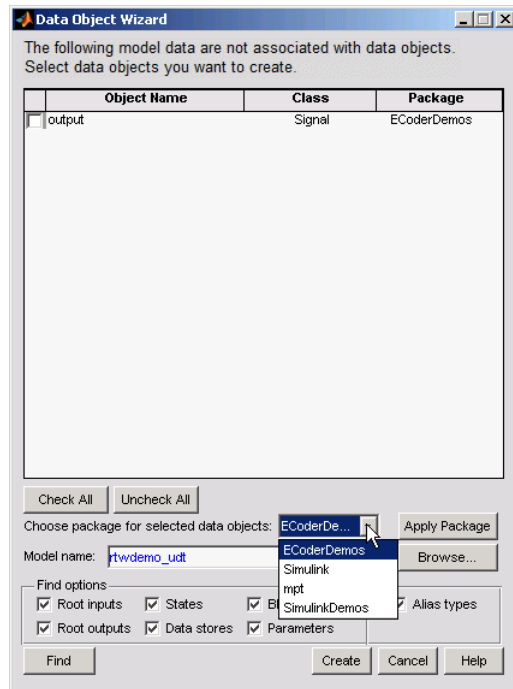 Data Object Wizard
The following model data are not associated with data objects.
Select data objects you want to create.
Object Name Class Package
output Signal ECoderDemos
Check All Uncheck All
Choose package for selected data objects: ECoderDe... Apply Package
ECoderDemos
Model name: rtwdemo_udt Browse...
Simulink
Find options
mpt
Root inputs States Bl Alias types
SimulinkDemos
Root outputs Data stores Parameters
Find Create Cancel Help